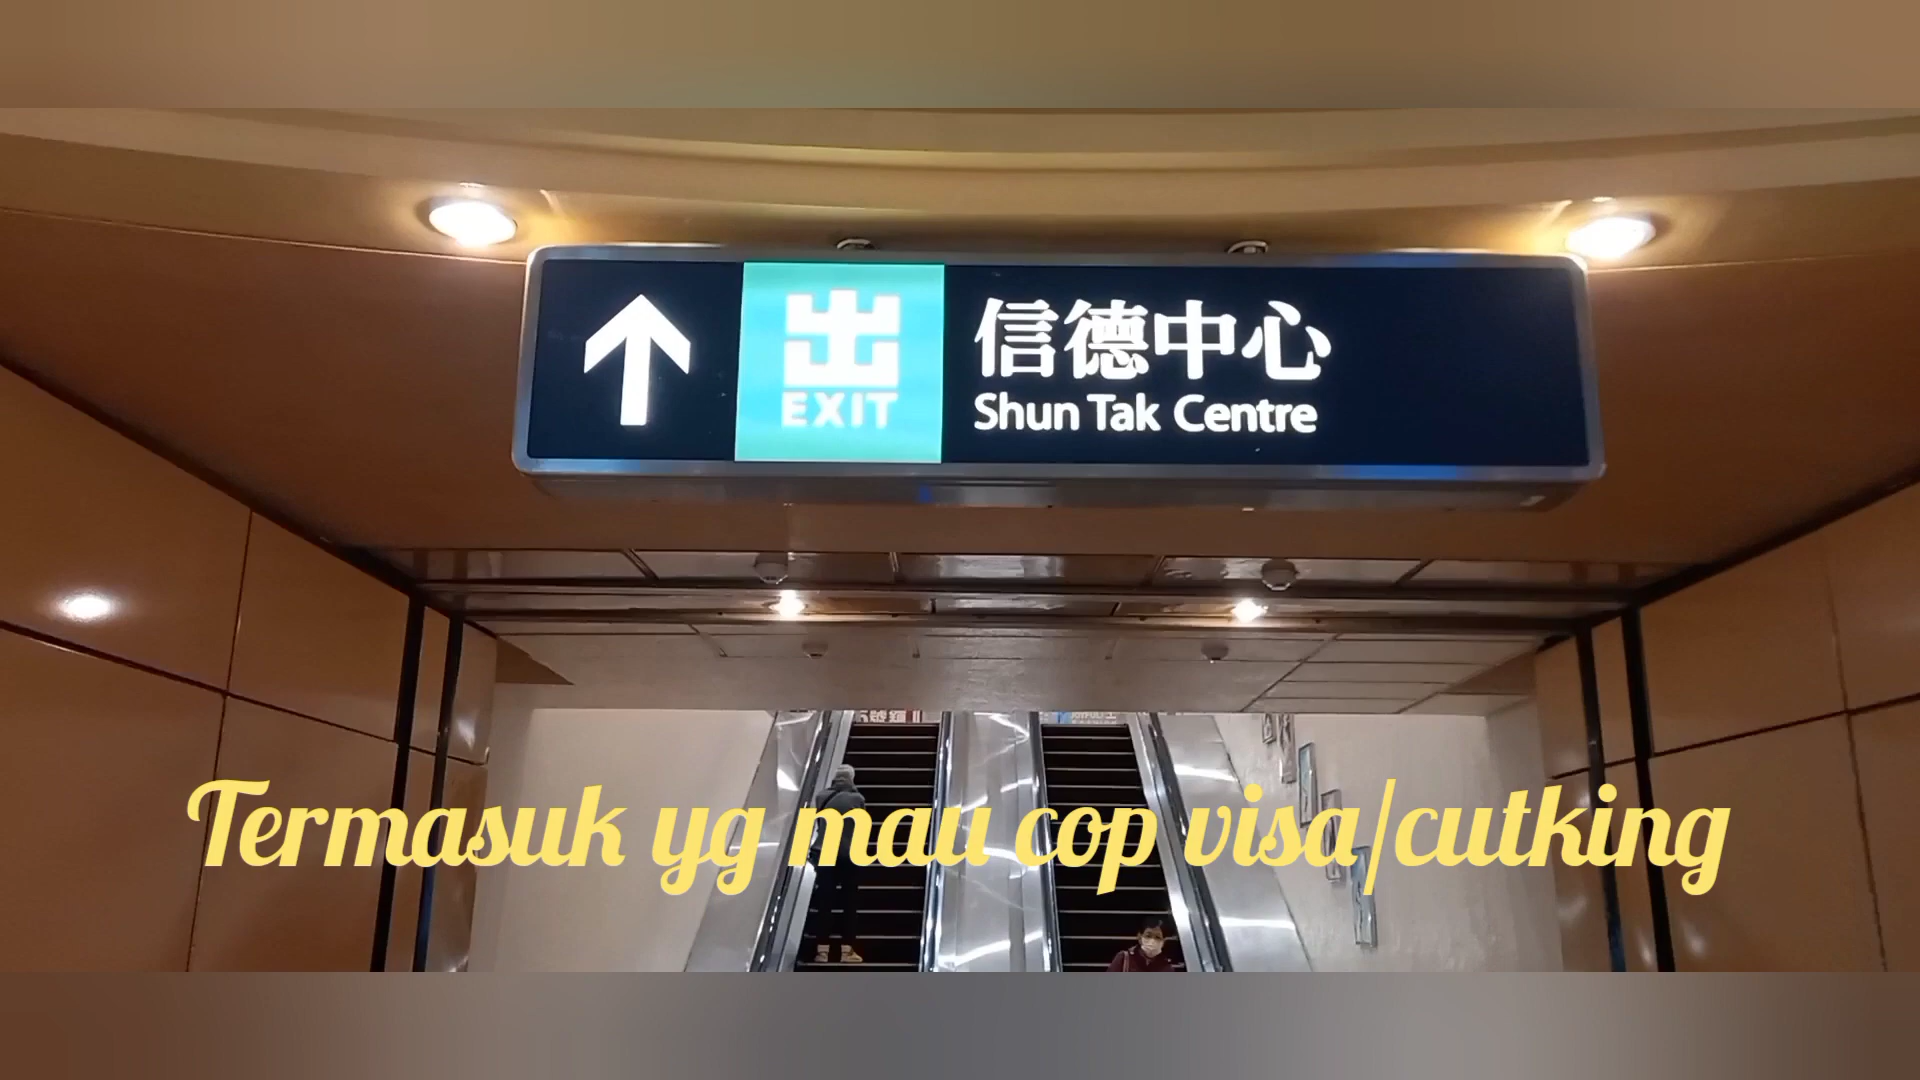 出
EXIT
信德中心
Shun Tak Centre
Termasuk yg mau cop visa/cutking